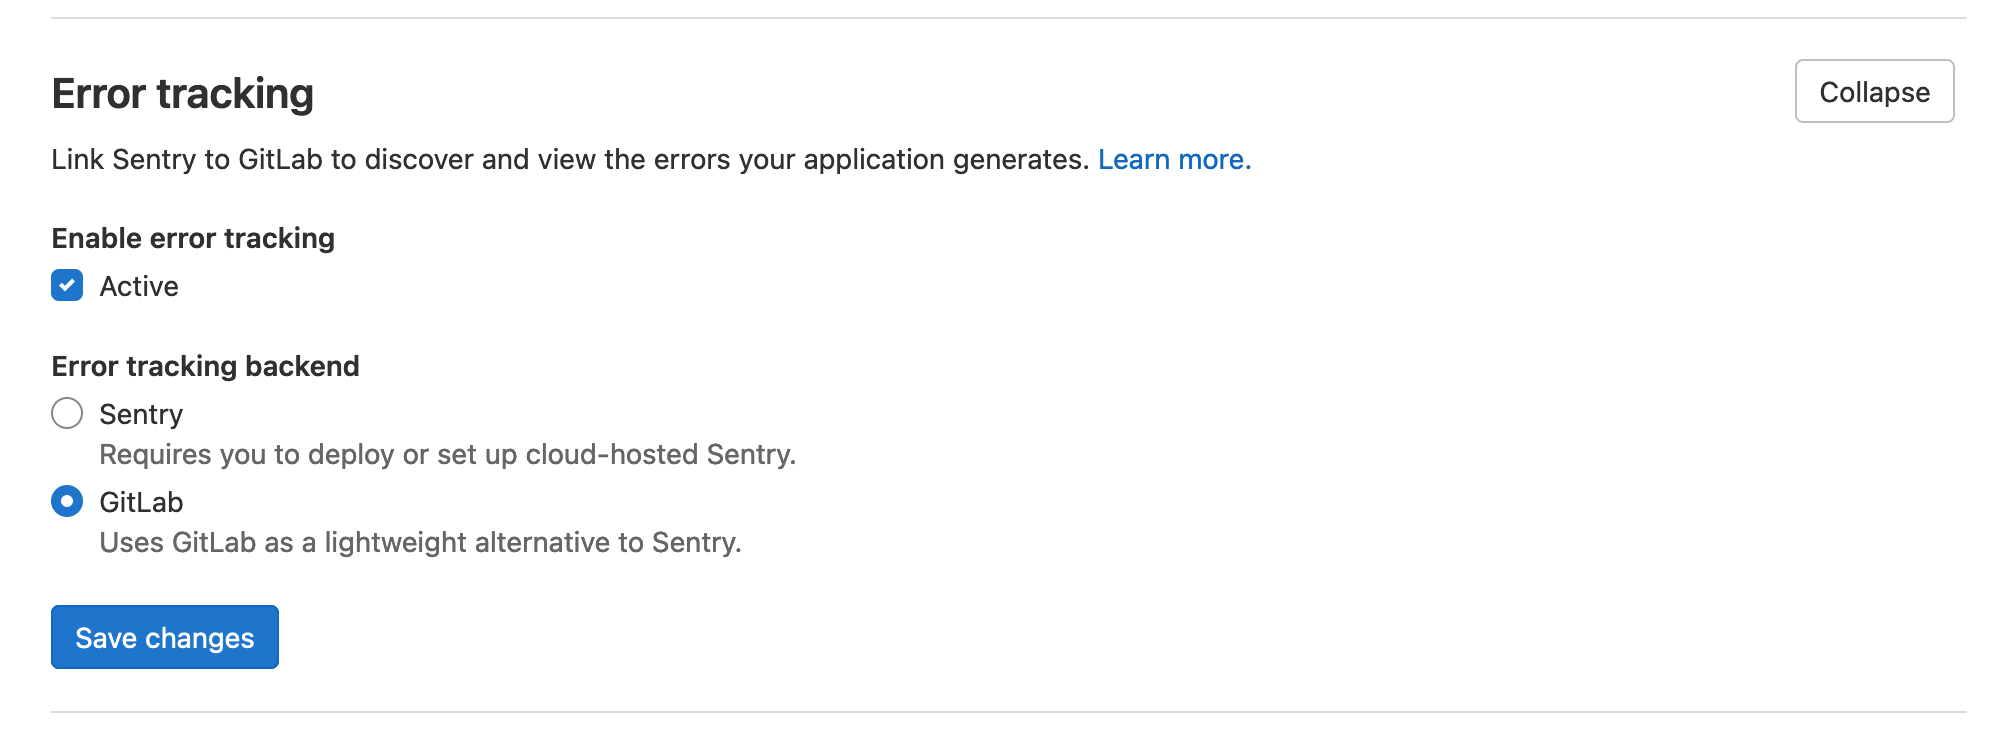 Error tracking
Collapse
Link Sentry to GitLab to discover and view the errors your application generates. Learn more.
Enable error tracking
Active
Error tracking backend
Sentry
Requires you to deploy or set up cloud-hosted Sentry.
GitLab
Uses GitLab as a lightweight alternative to Sentry.
Save changes